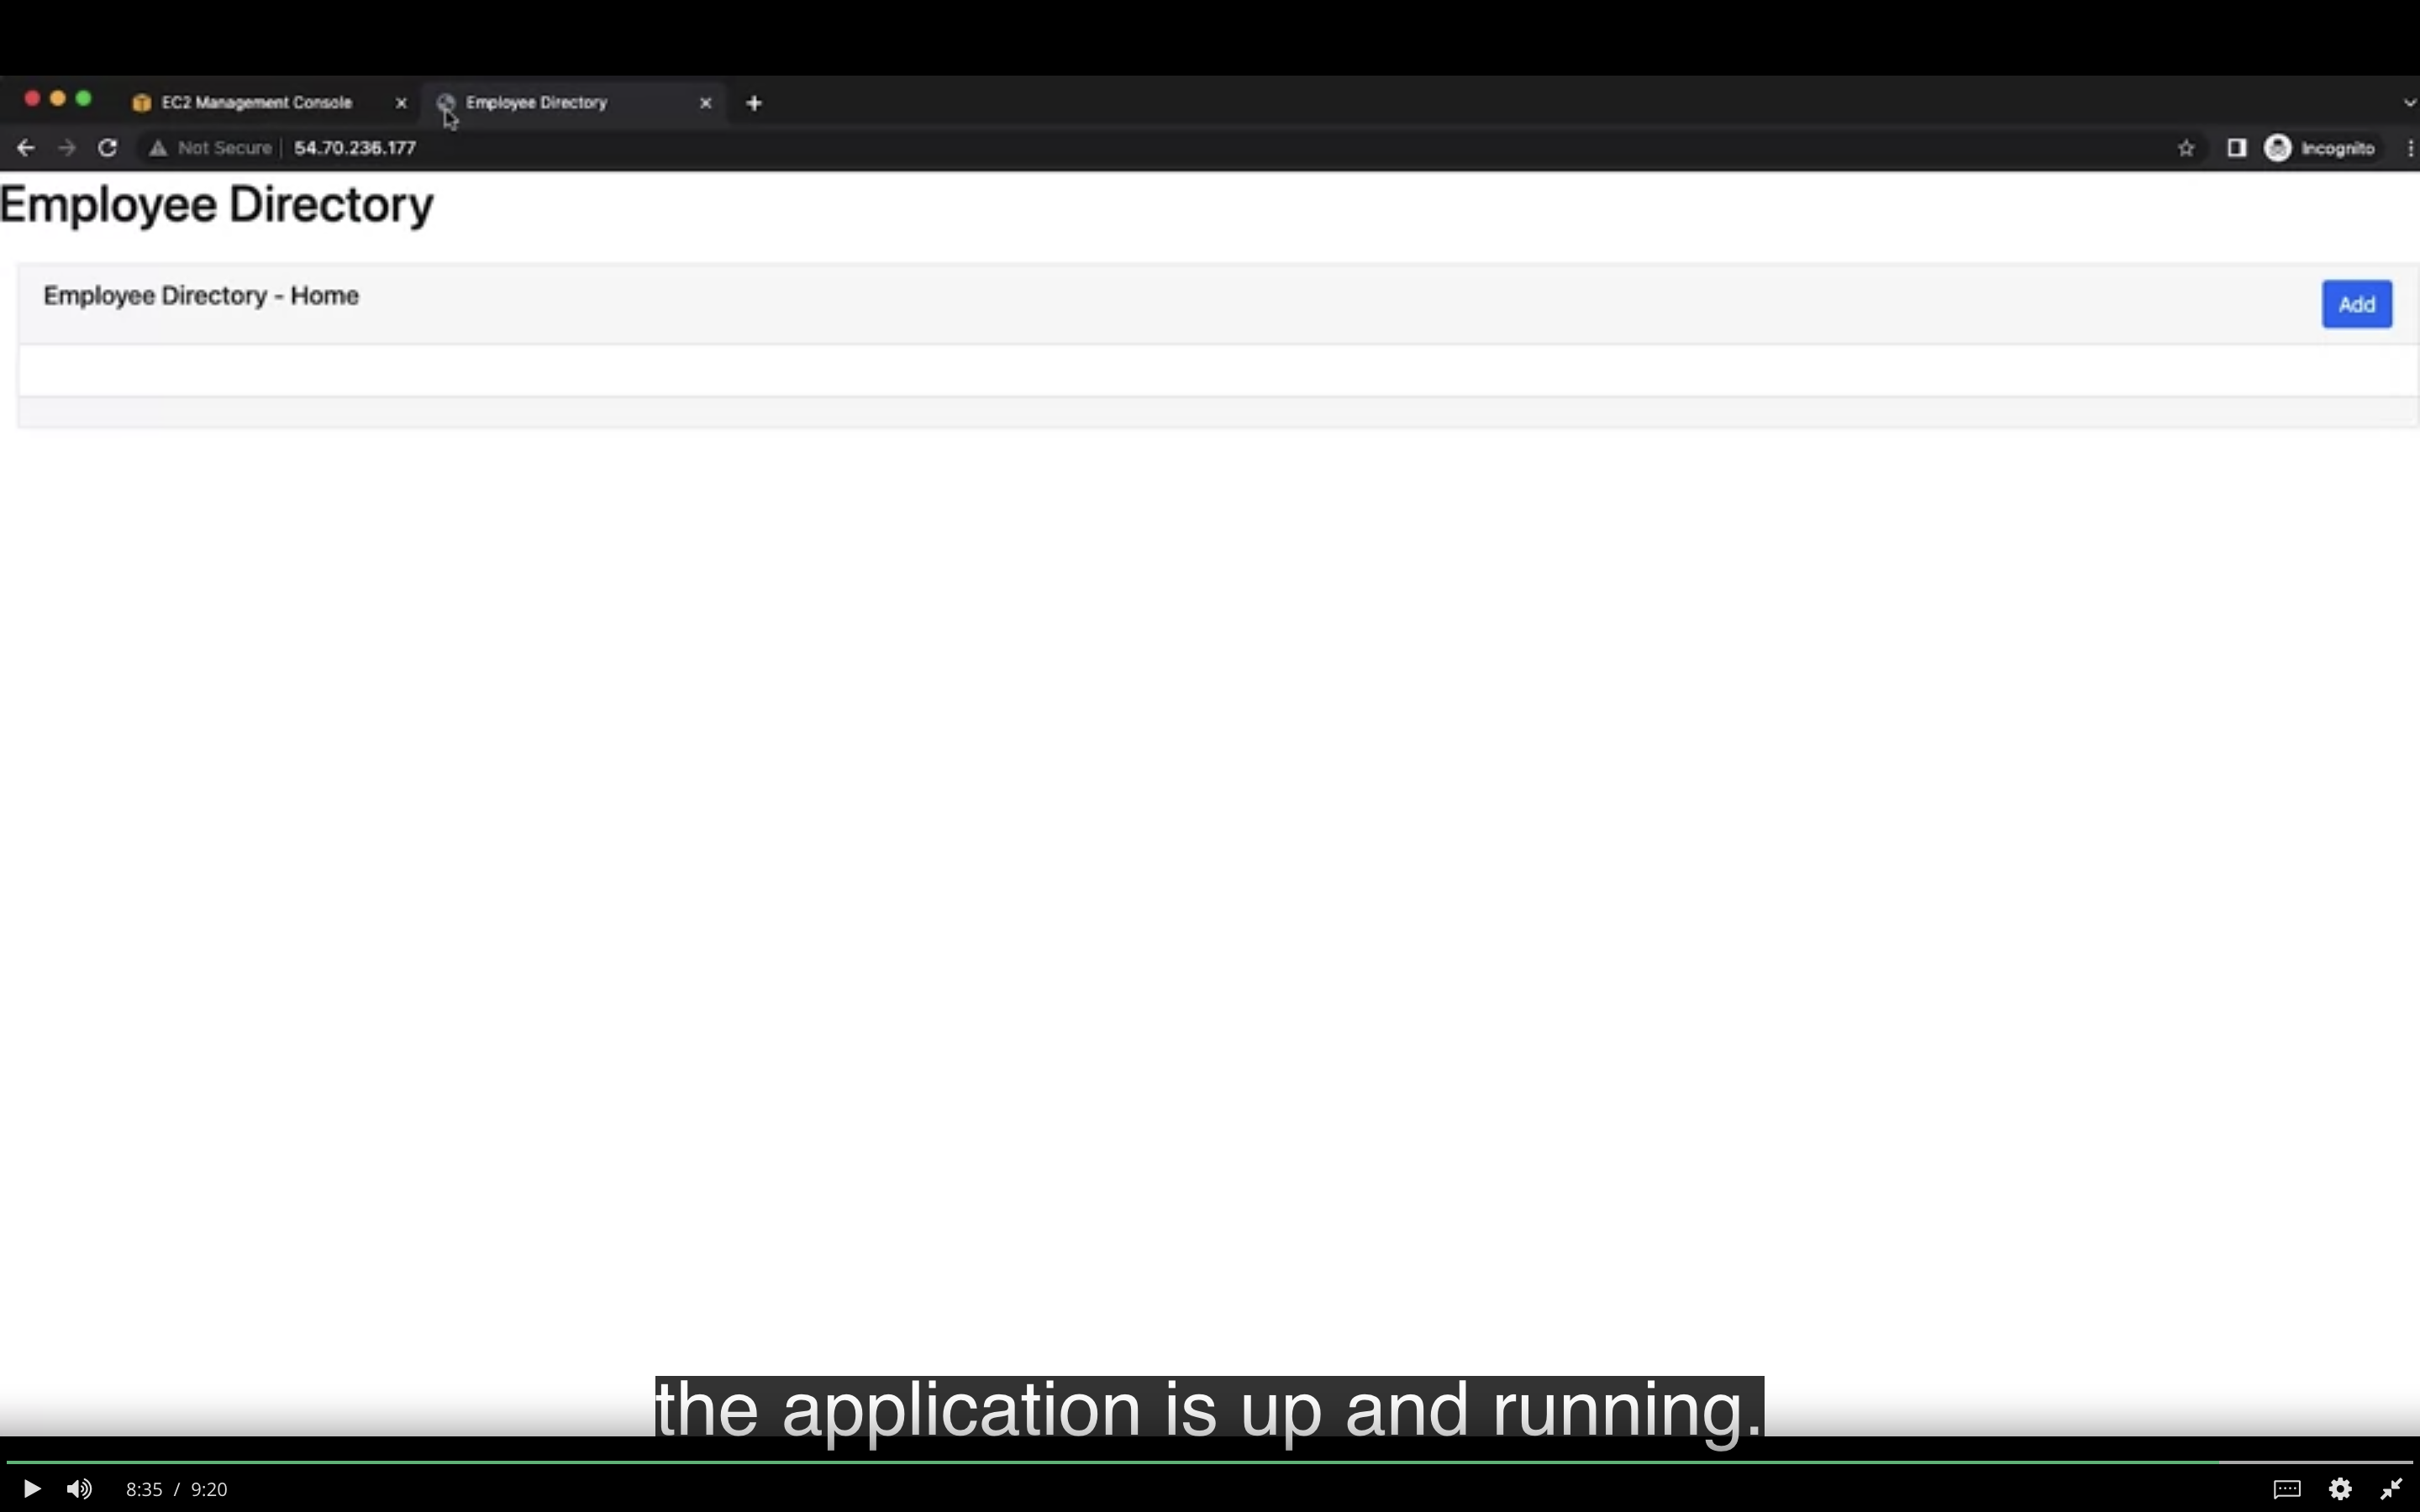 EC2 Management Console
Employee Directory
Not Secure 54.70.236.177
Incognito
Employee Directory
Employee Directory - Home
Add
the application is up and running.
8:35 / 9:20